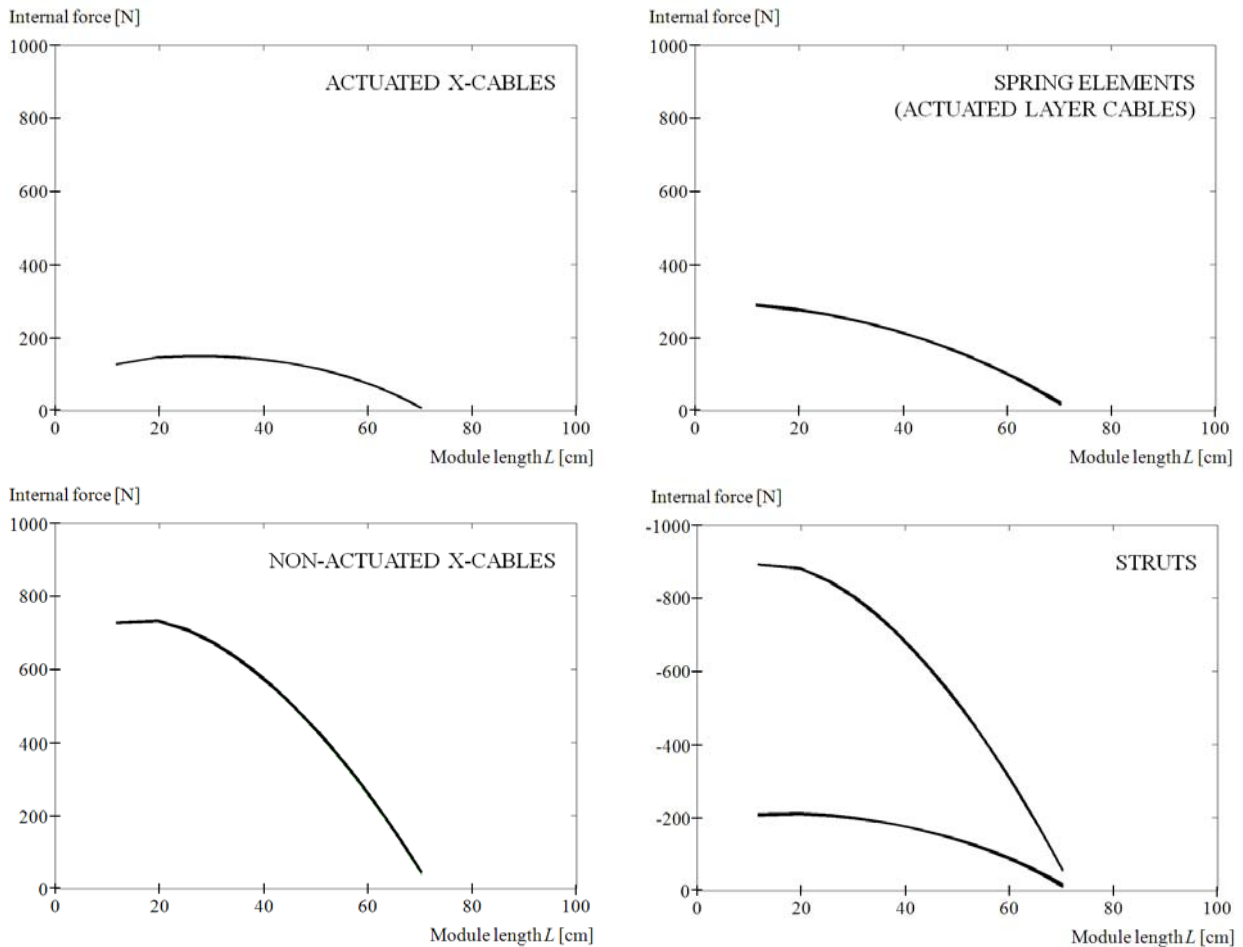 Internal force [N]
1000
800
600
400
200
0
ACTUATED X-CABLES
0 20 40 60 80 100
Module length L [cm]
Internal force [N]
1000
800
600
400
200
0
SPRING ELEMENTS
(ACTUATED LAYER CABLES)
0 20 40 60 80 100
Module length L [cm]
Internal force [N]
1000
800
600
400
200
0
NON-ACTUATED X-CABLES
0 20 40 60 80 100
Module length L [cm]
Internal force [N]
-1000
-800
-600
-400
-200
0
STRUTS
0 20 40 60 80 100
Module length L [cm]